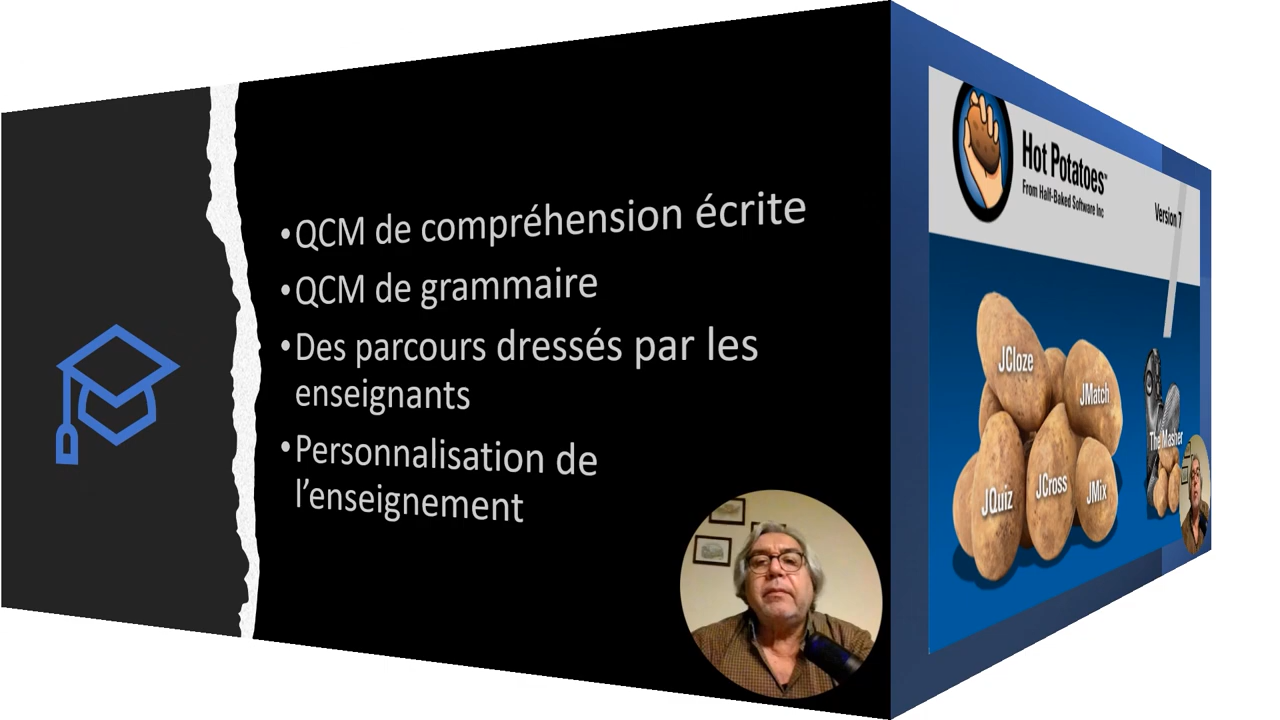 •QCM de compréhension écrite
•QCM de grammaire
•Des parcours dressés par les
enseignants
•Personnalisation de
l’enseignement
Hot Potatoes™
From Half-Baked Software Inc
Version 7
JCloze
JMatch
The Masher
JQuiz
JCross
JMix